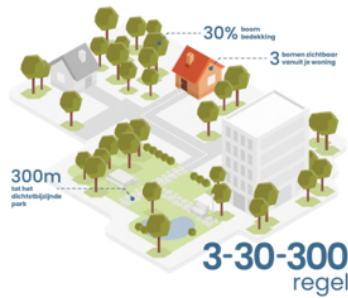 30% boom
bedekking
3 bomen zichtbaar
vanuit je woning
300m
tot het
dichtstbijzijnde
park
3-30-300
regel